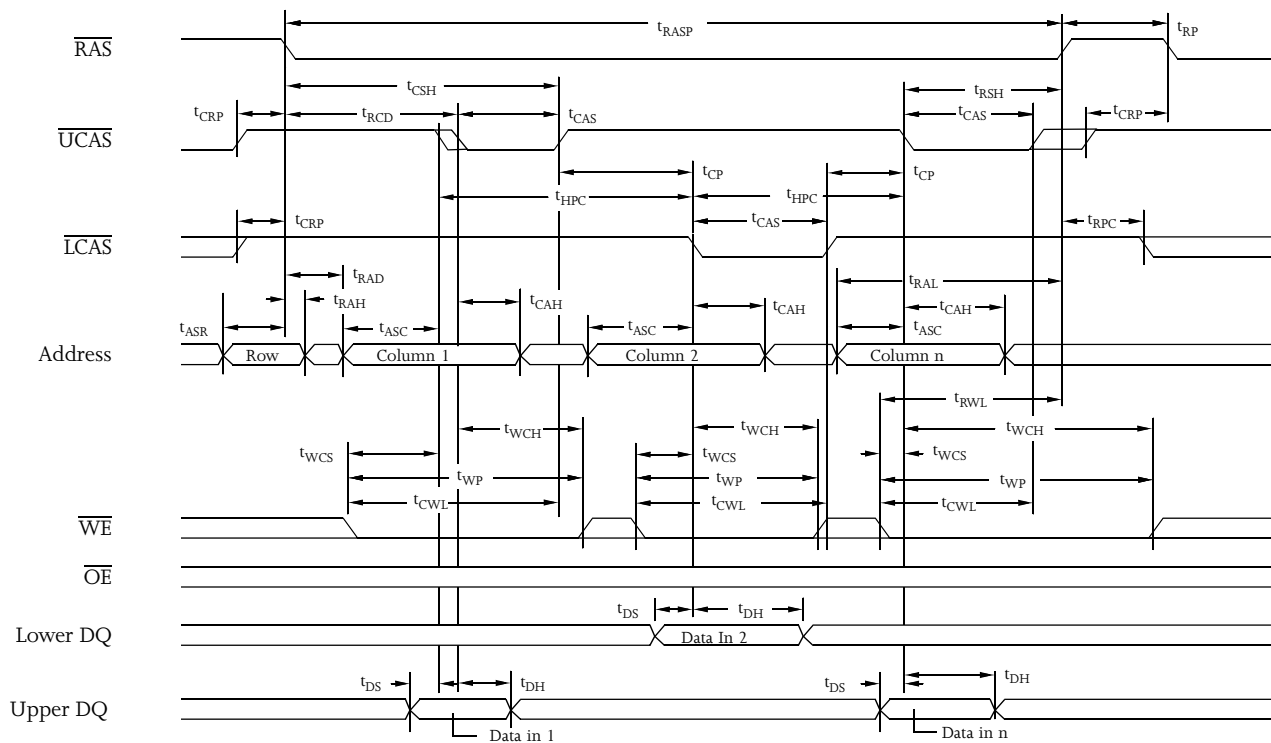 tRASP tRP
RAS
tCSH tRSH
tCRP tRCD tCAS tCAS tCRP
UCAS
tCP tCP
tHPC tHPC
tCRP tCAS tRPC
LCAS
tRAD tRAL
tRAH tCAH tCAH tCAH
tASR tASC tASC tASC
Address Row Column 1 Column 2 Column n
tRWL
tWCH tWCH tWCH
tWCS tWCS tWCS
tWP tWP tWP
tCWL tCWL tCWL
WE
OE
tDS tDH
Lower DQ Data In 2
tDS tDH tDS tDH
Upper DQ
Data in 1 Data in n